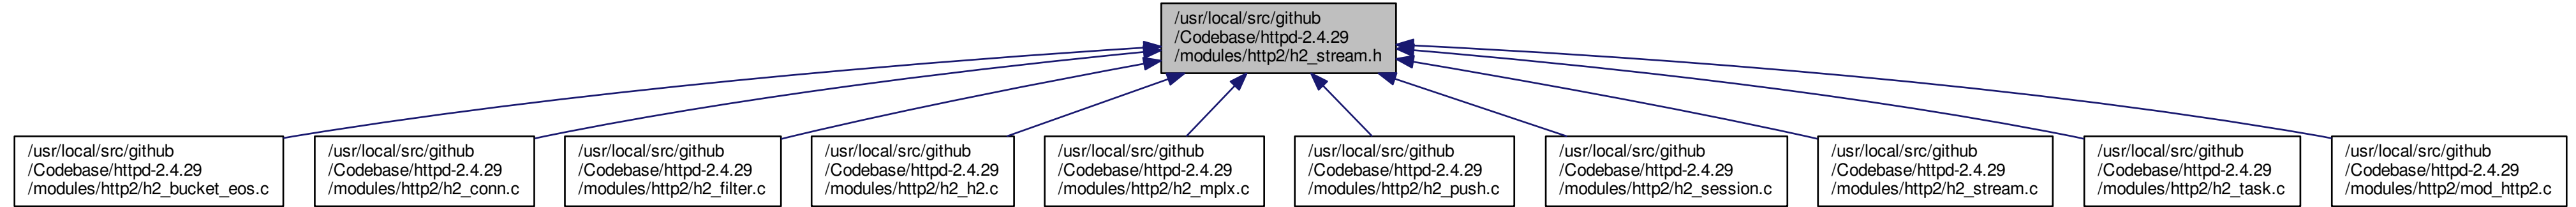 /usr/local/src/github
/Codebase/httpd-2.4.29
/modules/http2/h2_stream.h
/usr/local/src/github
/Codebase/httpd-2.4.29
/modules/http2/h2_bucket_eos.c
/usr/local/src/github
/Codebase/httpd-2.4.29
/modules/http2/h2_conn.c
/usr/local/src/github
/Codebase/httpd-2.4.29
/modules/http2/h2_filter.c
/usr/local/src/github
/Codebase/httpd-2.4.29
/modules/http2/h2_h2.c
/usr/local/src/github
/Codebase/httpd-2.4.29
/modules/http2/h2_mplx.c
/usr/local/src/github
/Codebase/httpd-2.4.29
/modules/http2/h2_push.c
/usr/local/src/github
/Codebase/httpd-2.4.29
/modules/http2/h2_session.c
/usr/local/src/github
/Codebase/httpd-2.4.29
/modules/http2/h2_stream.c
/usr/local/src/github
/Codebase/httpd-2.4.29
/modules/http2/h2_task.c
/usr/local/src/github
/Codebase/httpd-2.4.29
/modules/http2/mod_http2.c